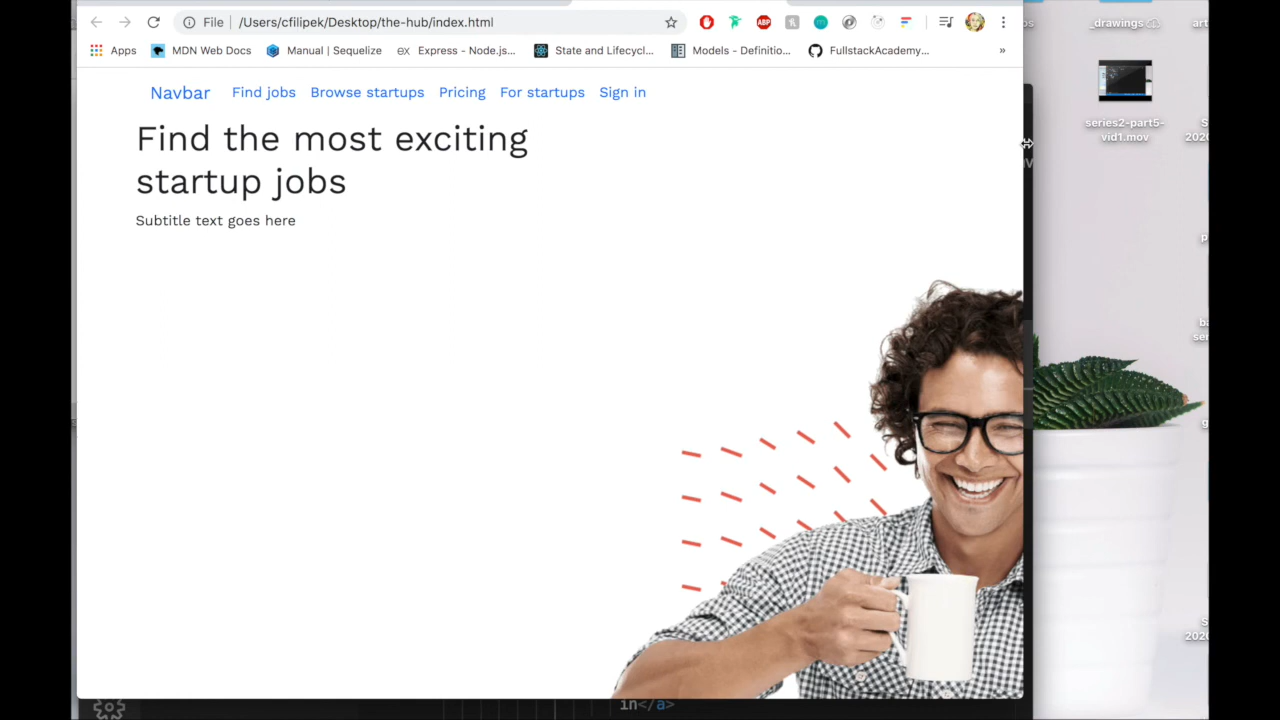 File | /Users/cfilipek/Desktop/the-hub/index.html
Apps MDN Web Docs Manual | Sequelize Express - Node.js... State and Lifecycl... Models - Definitio... FullstackAcademy... »
Navbar Find jobs Browse startups Pricing For startups Sign in
Find the most exciting
startup jobs
Subtitle text goes here
_drawings
series2-part5-
vid1.mov
in</a>